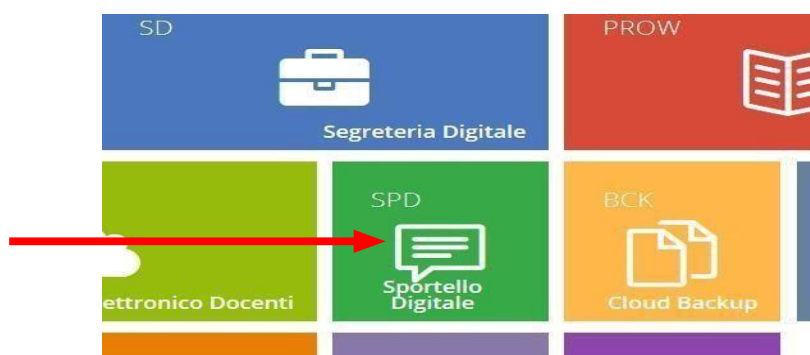 SD
PROW
Segreteria Digitale
SPD
BCK
ettronico Docenti
Sportello
Digitale
Cloud Backup